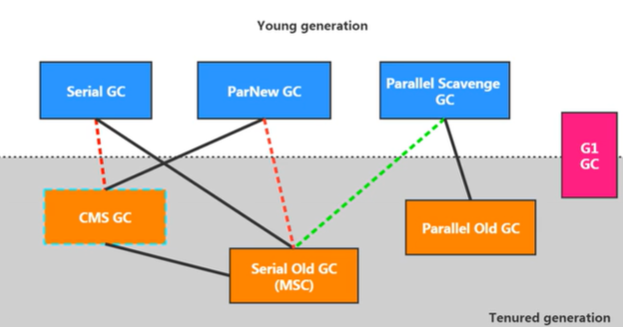 Young generation
Serial GC
ParNew GC
Parallel Scavenge
GC
G1
GC
CMS GC
Parallel Old GC
Serial Old GC
(MSC)
Tenured generation